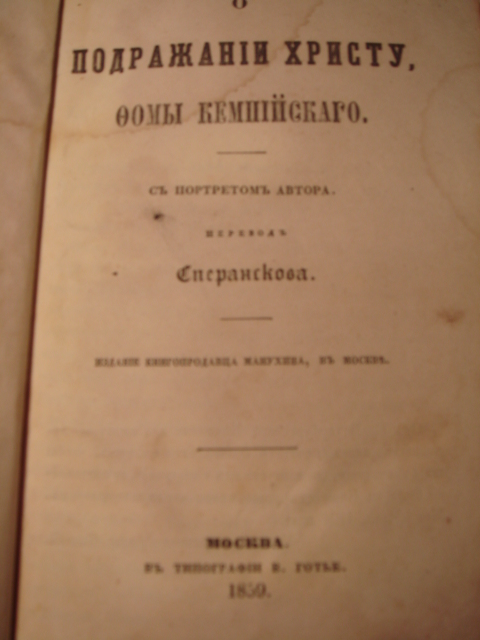 О
ПОДРАЖАНІИ ХРИСТУ,
ѲОМЫ КЕМПІЙСКАГО.
СЪ ПОРТРЕТОМЪ АВТОРА.
ПЕРЕВОДЪ
Сперанскова.
ИЗДАНІЕ КНИГОПРОДАВЦА МАНУХИНА, ВЪ МОСКВѢ.
МОСКВА.
ВЪ ТИПОГРАФІИ В. ГОТЬЕ.
1859.